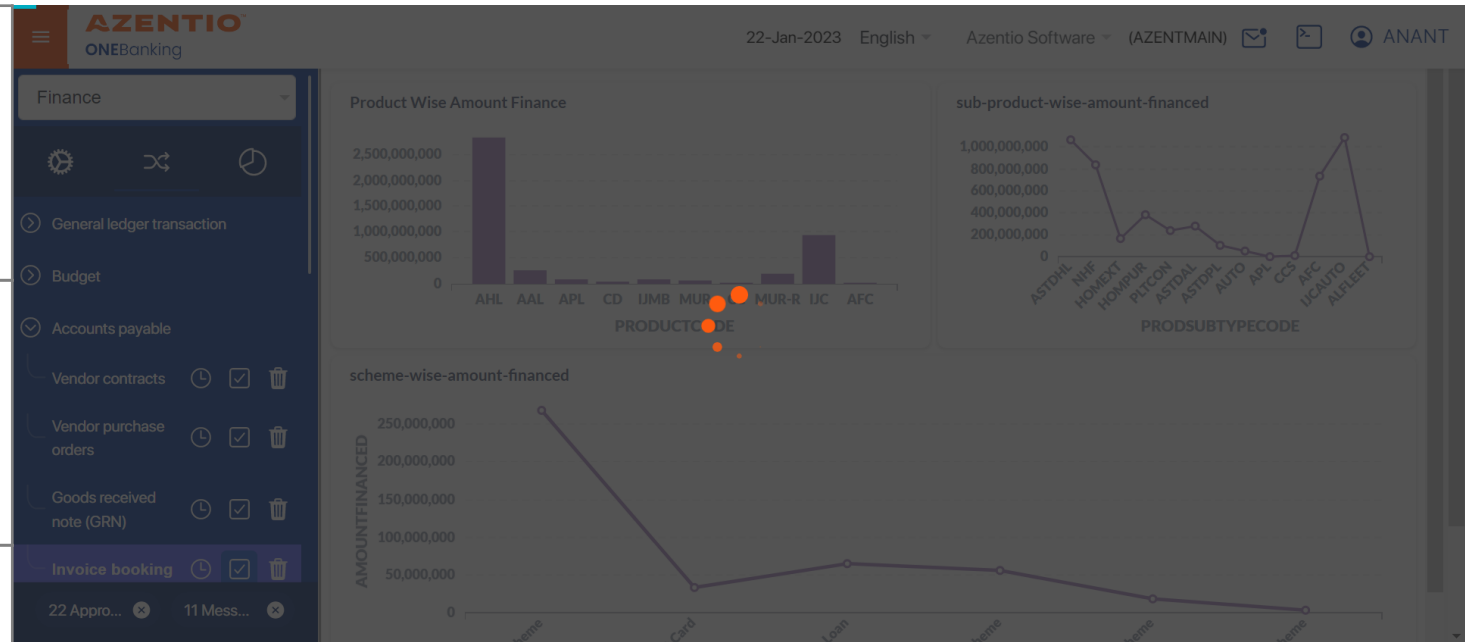 AZENTIO
ONEBanking
22-Jan-2023 English Azentio Software (AZENTMAIN) ANANT
Finance
General ledger transaction
Budget
Accounts payable
Vendor contracts
Vendor purchase
orders
Goods received
note (GRN)
Invoice booking
22 Appro...
11 Mess...
Product Wise Amount Finance
2,500,000,000
2,000,000,000
1,500,000,000
1,000,000,000
500,000,000
0
AHL AAL APL CD IJMB MUR MUR-R IJC AFC
PRODUCTCODE
sub-product-wise-amount-financed
1,000,000,000
800,000,000
600,000,000
400,000,000
200,000,000
0
ASTDHL NHF HOMEXT HOMPUR PLTCON ASTDAL ASTDPL AUTO APL CCS AFC IJCAUTO ALFLEET
PRODSUBTYPECODE
scheme-wise-amount-financed
AMOUNTFINANCED
250,000,000
200,000,000
150,000,000
100,000,000
50,000,000
0
Card Loan